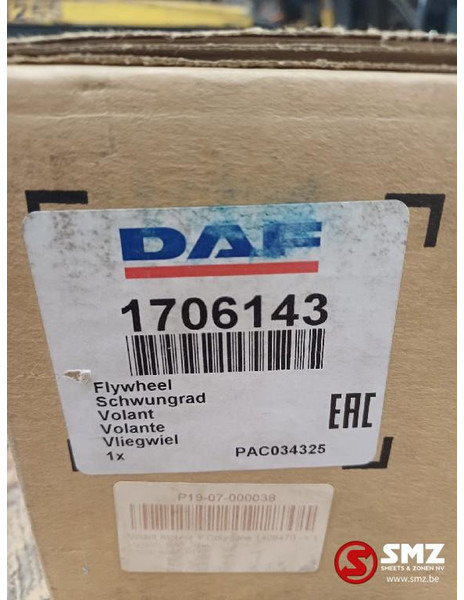 DAF
1706143
Flywheel
Schwungrad
Volant
Volante
Vliegwiel
1x
PAC034325
EAC
P19-07-000038
SMZ
SMEETS & ZONEN NV
www.smz.be